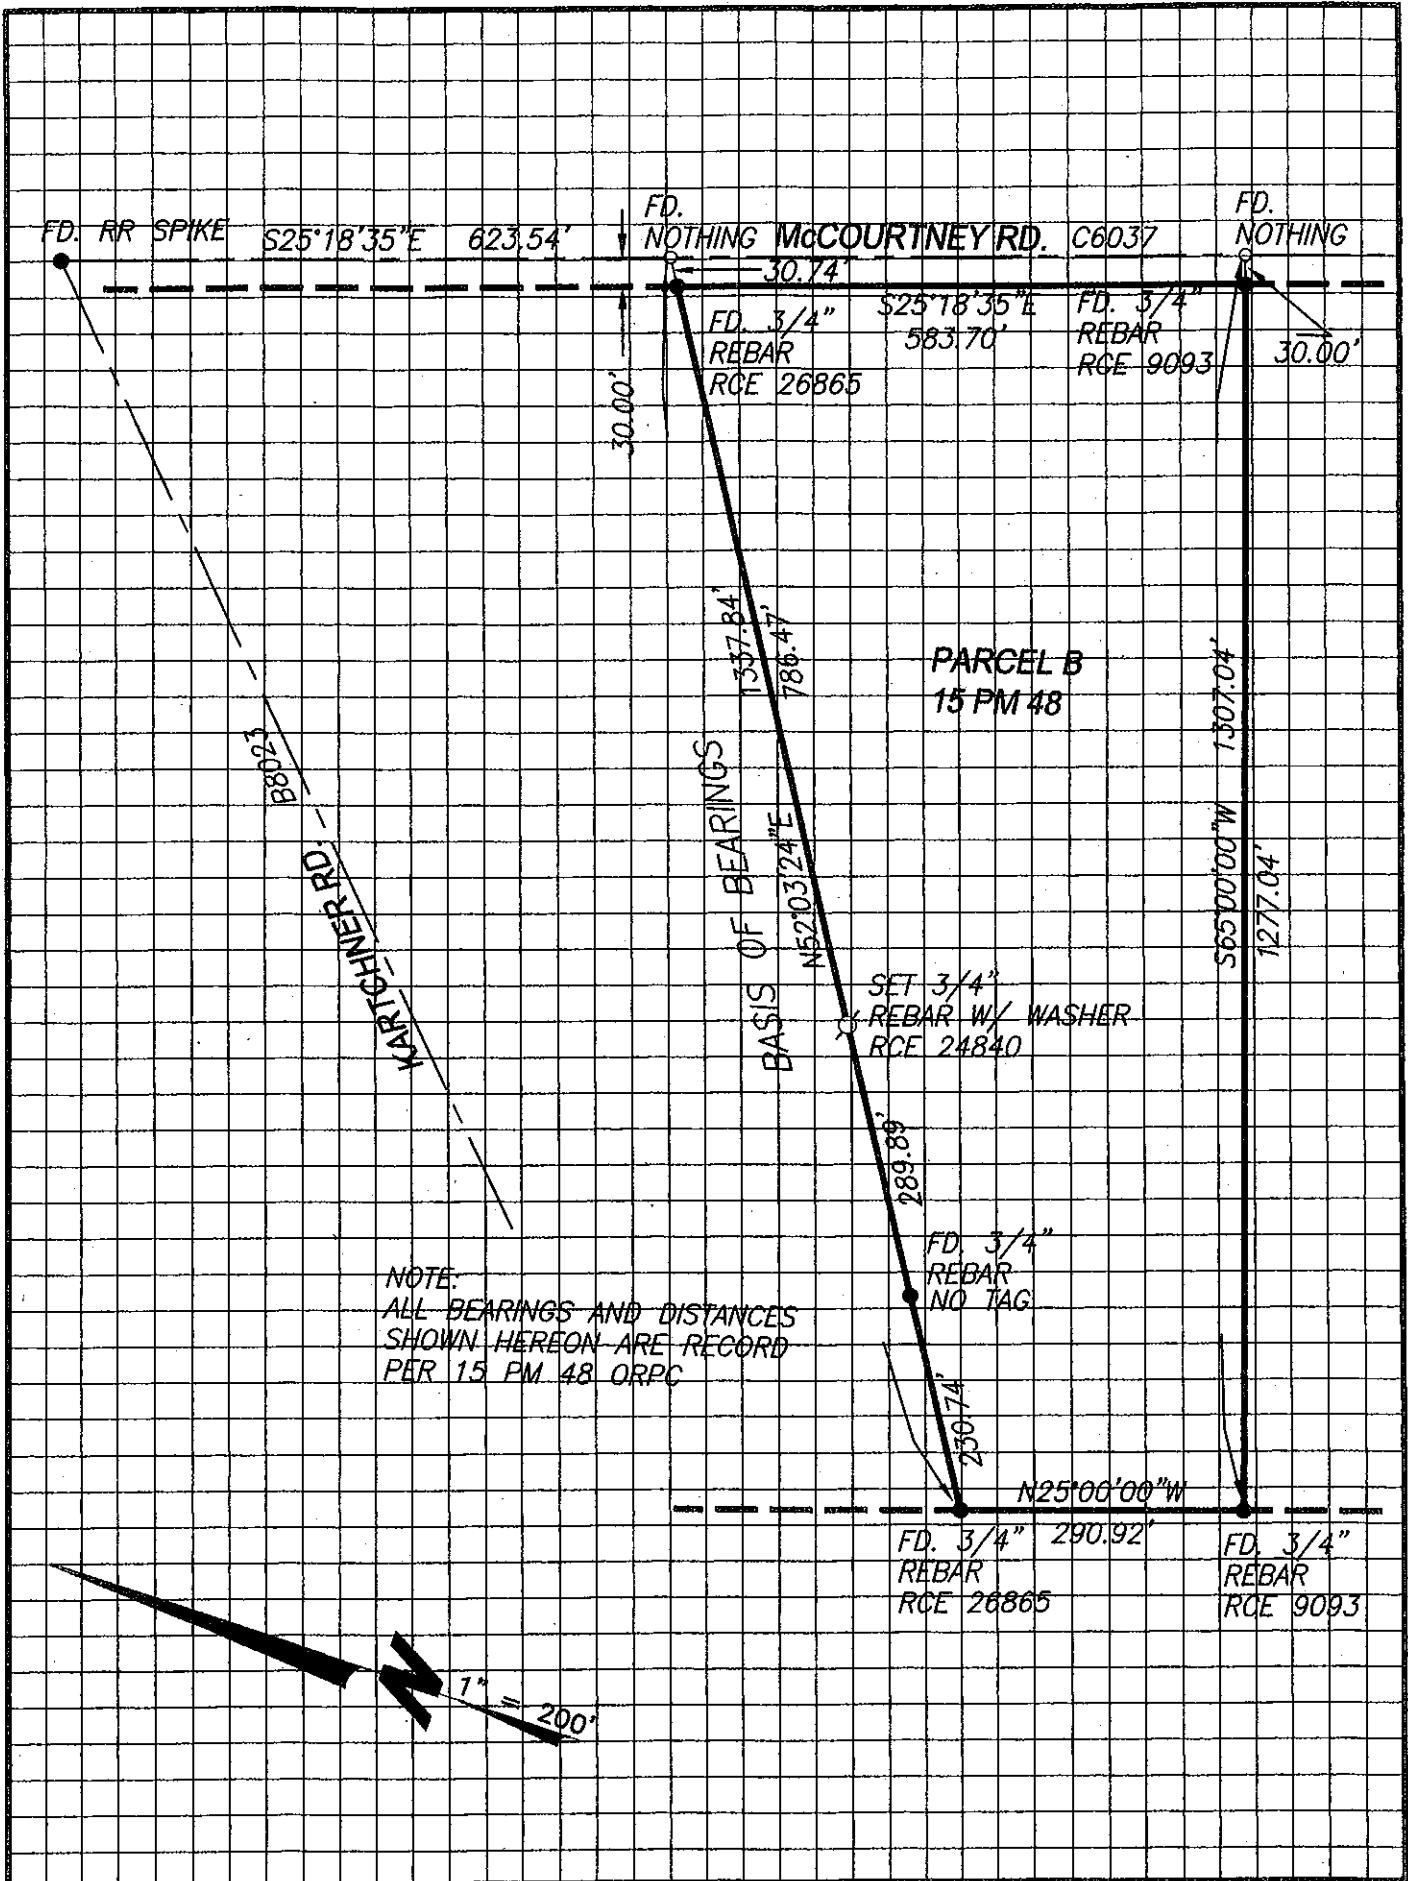 FD. RR SPIKE
S25°18'35"E 623.54'
FD.
NOTHING
McCOURTNEY RD. C6037
FD.
NOTHING
30.74'
S25°18'35"E
583.70'
FD. 3/4"
REBAR
RCE 26865
FD. 3/4"
REBAR
RCE 9093
30.00'
30.00'
1337.84'
786.47'
PARCEL B
15 PM 48
S65°00'00"W 1307.04'
1277.04'
BASIS OF BEARINGS
N52°03'24"E
B8023
KARTCHNER RD.
SET 3/4"
REBAR W/ WASHER
RCE 24840
289.89'
FD. 3/4"
REBAR
NO TAG
NOTE:
ALL BEARINGS AND DISTANCES
SHOWN HEREON ARE RECORD
PER 15 PM 48 ORPC
230.74'
N25°00'00"W
290.92'
FD. 3/4"
REBAR
RCE 26865
FD. 3/4"
REBAR
RCE 9093
N
1" = 200'